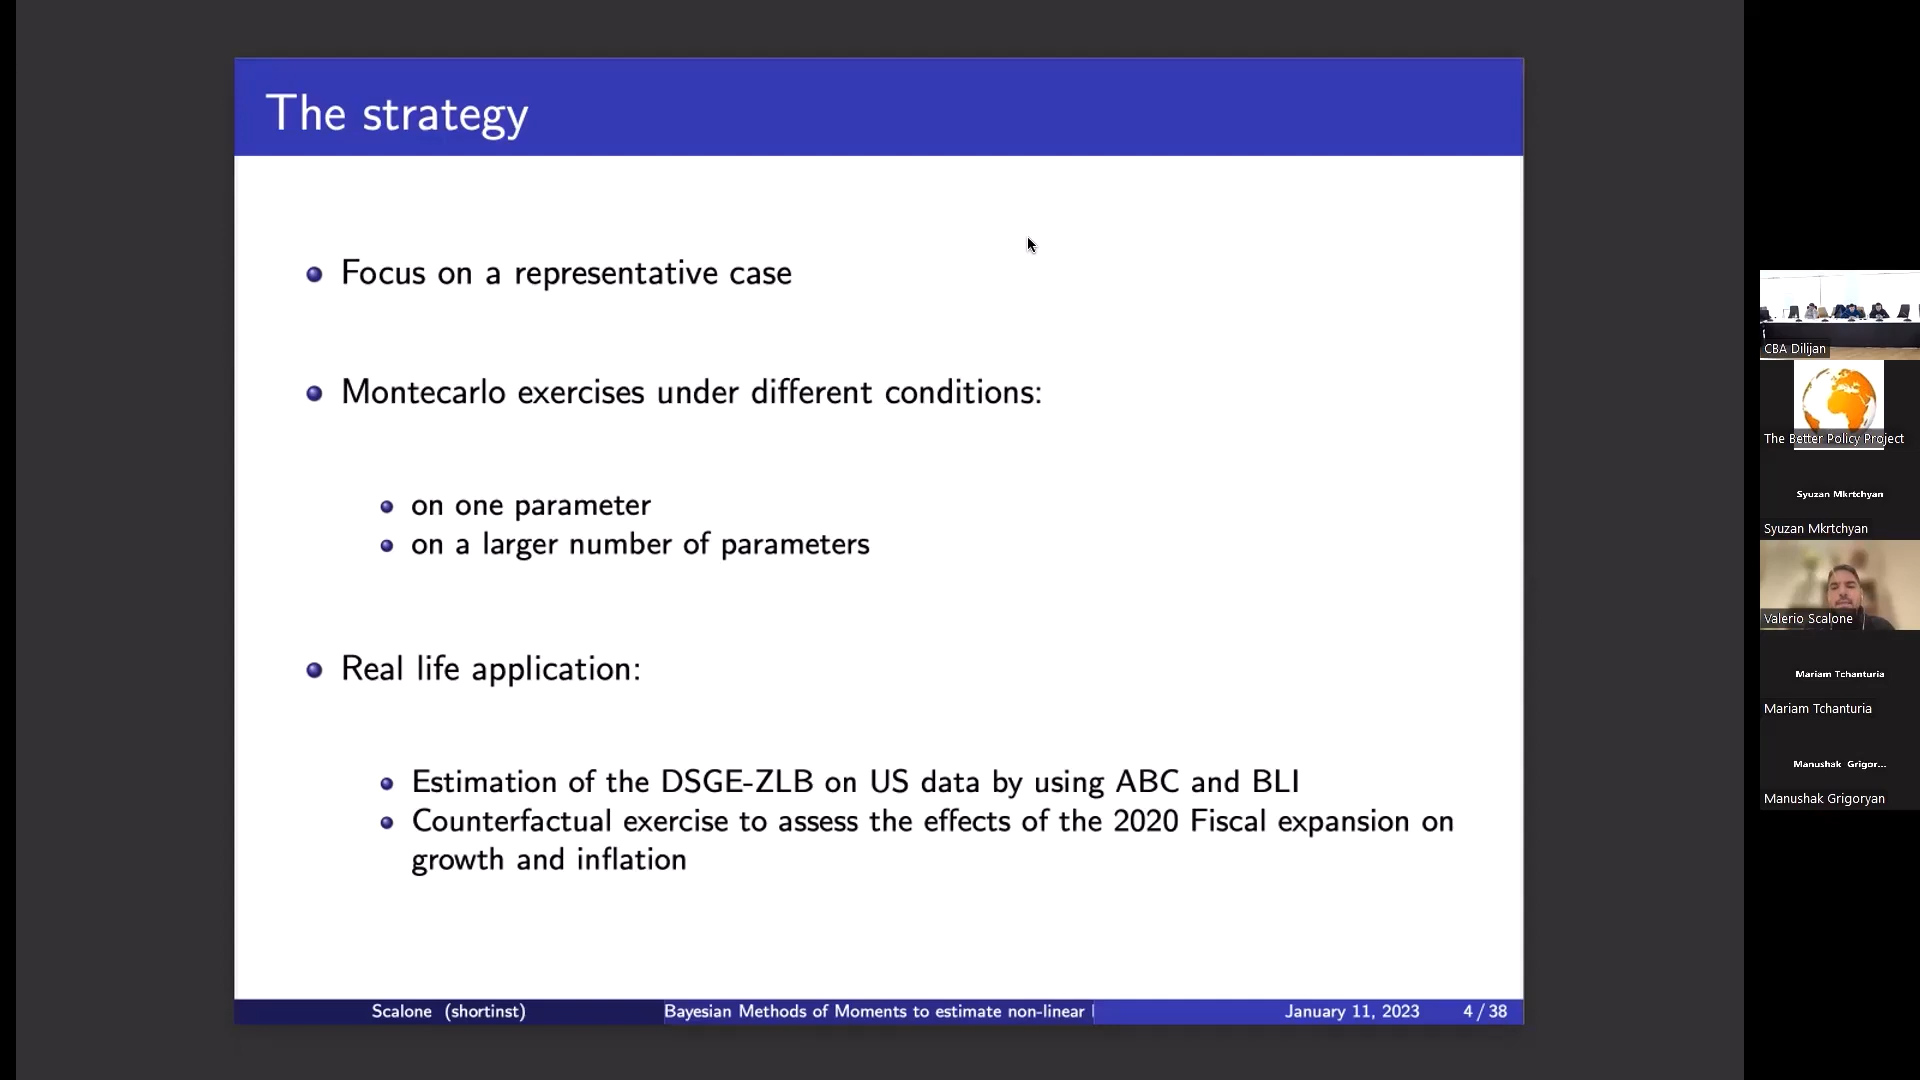 The strategy
Focus on a representative case
Montecarlo exercises under different conditions:
on one parameter
on a larger number of parameters
Real life application:
Estimation of the DSGE-ZLB on US data by using ABC and BLI
Counterfactual exercise to assess the effects of the 2020 Fiscal expansion on
growth and inflation
Scalone (shortinst)
Bayesian Methods of Moments to estimate non-linear
January 11, 2023
4 / 38
CBA Dilijan
The Better Policy Project
Syuzan Mkrtchyan
Syuzan Mkrtchyan
Valerio Scalone
Mariam Tchanturia
Mariam Tchanturia
Manushak Grigor...
Manushak Grigoryan